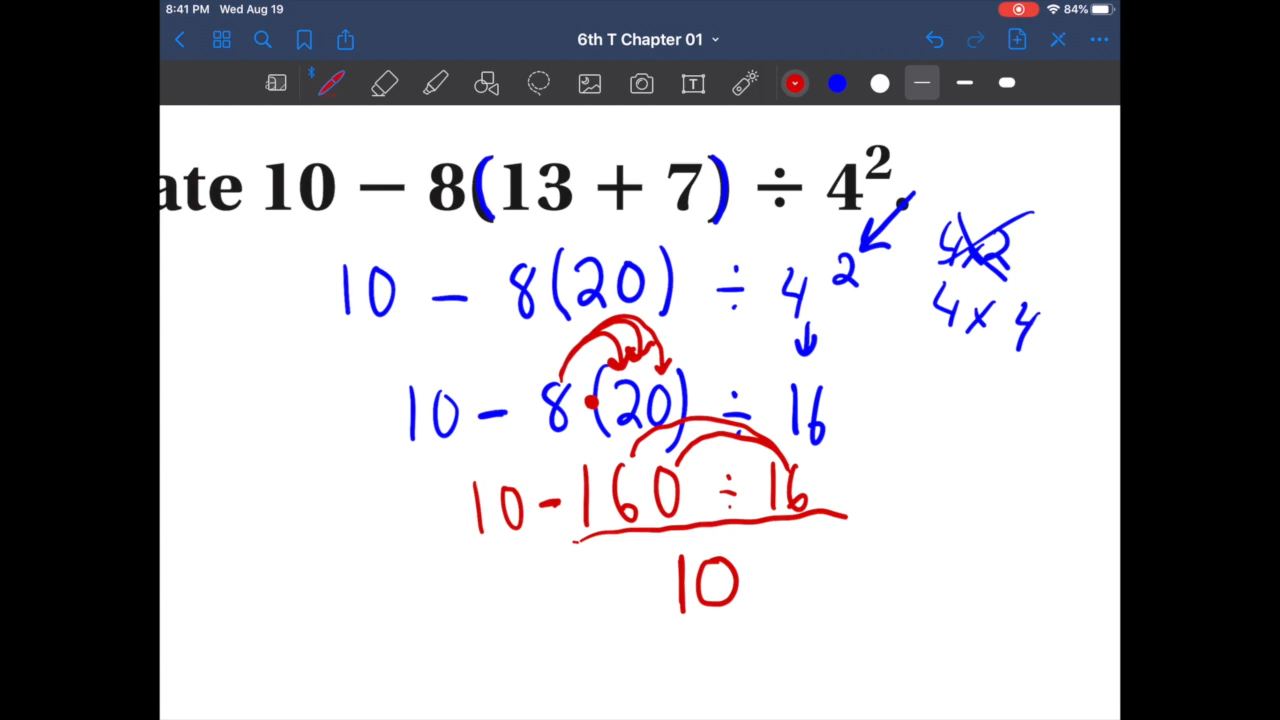 8:41 PM Wed Aug 19 84%
6th T Chapter 01
T
ate 10 − 8(13 + 7) ÷ 4².
4x2
10 − 8(20) ÷ 4²
4 x 4
10 − 8·(20) ÷ 16
10 - 160 ÷ 16
10